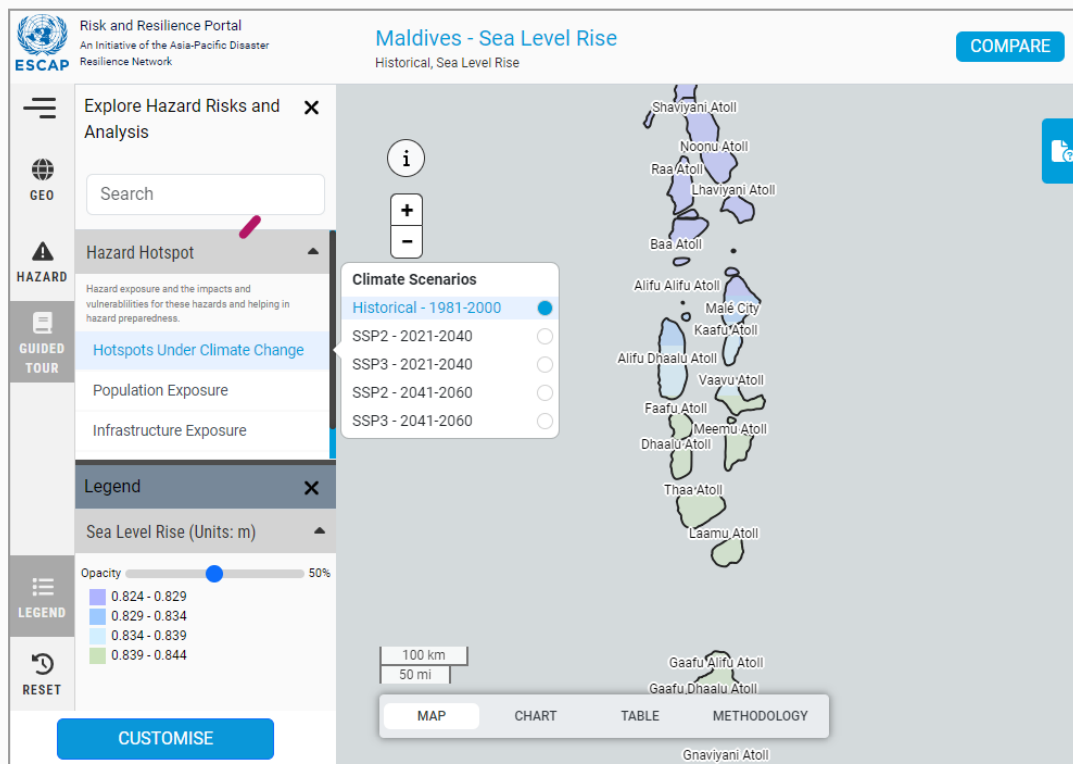 ESCAP
Risk and Resilience Portal
An Initiative of the Asia-Pacific Disaster
Resilience Network
Maldives - Sea Level Rise
Historical, Sea Level Rise
COMPARE
GEO
HAZARD
GUIDED
TOUR
LEGEND
RESET
Explore Hazard Risks and
Analysis
Search
Hazard Hotspot
Hazard exposure and the impacts and
vulnerabliilities for these hazards and helping in
hazard preparedness.
Hotspots Under Climate Change
Population Exposure
Infrastructure Exposure
Legend
Sea Level Rise (Units: m)
Opacity
50%
0.824 - 0.829
0.829 - 0.834
0.834 - 0.839
0.839 - 0.844
CUSTOMISE
i
+
−
Climate Scenarios
Historical - 1981-2000
SSP2 - 2021-2040
SSP3 - 2021-2040
SSP2 - 2041-2060
SSP3 - 2041-2060
Shaviyani Atoll
Noonu Atoll
Raa Atoll
Lhaviyani Atoll
Baa Atoll
Alifu Alifu Atoll
Malé City
Kaafu Atoll
Alifu Dhaalu Atoll
Vaavu Atoll
Faafu Atoll
Meemu Atoll
Dhaalu Atoll
Thaa Atoll
Laamu Atoll
Gaafu Alifu Atoll
Gaafu Dhaalu Atoll
Gnaviyani Atoll
100 km
50 mi
MAP
CHART
TABLE
METHODOLOGY